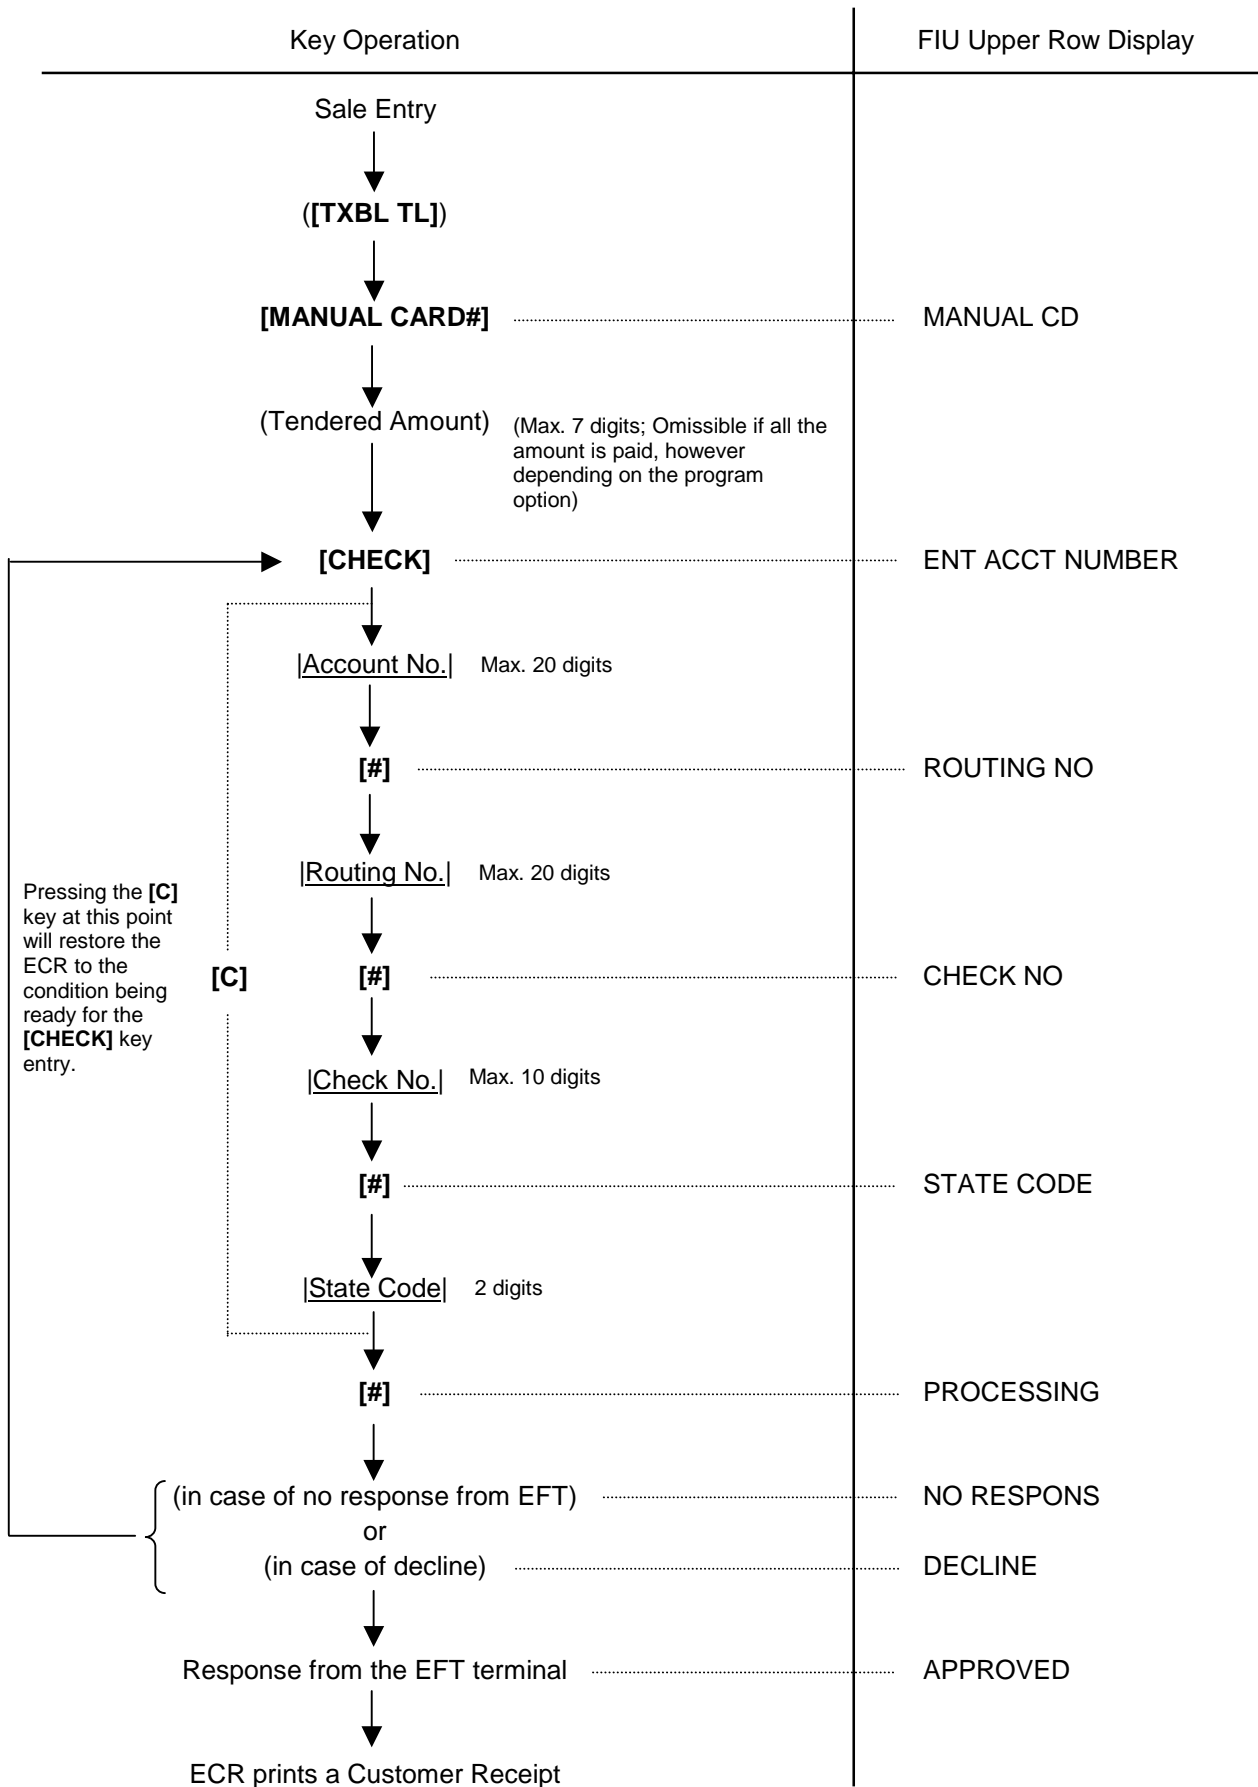 Key Operation
FIU Upper Row Display
Sale Entry
([TXBL TL])
[MANUAL CARD#]
MANUAL CD
(Tendered Amount)
(Max. 7 digits; Omissible if all the
amount is paid, however
depending on the program
option)
[CHECK]
ENT ACCT NUMBER
|Account No.|
Max. 20 digits
[#]
ROUTING NO
|Routing No.|
Max. 20 digits
Pressing the [C]
key at this point
will restore the
ECR to the
condition being
ready for the
[CHECK] key
entry.
[C]
[#]
CHECK NO
|Check No.|
Max. 10 digits
[#]
STATE CODE
|State Code|
2 digits
[#]
PROCESSING
(in case of no response from EFT)
NO RESPONS
or
(in case of decline)
DECLINE
Response from the EFT terminal
APPROVED
ECR prints a Customer Receipt